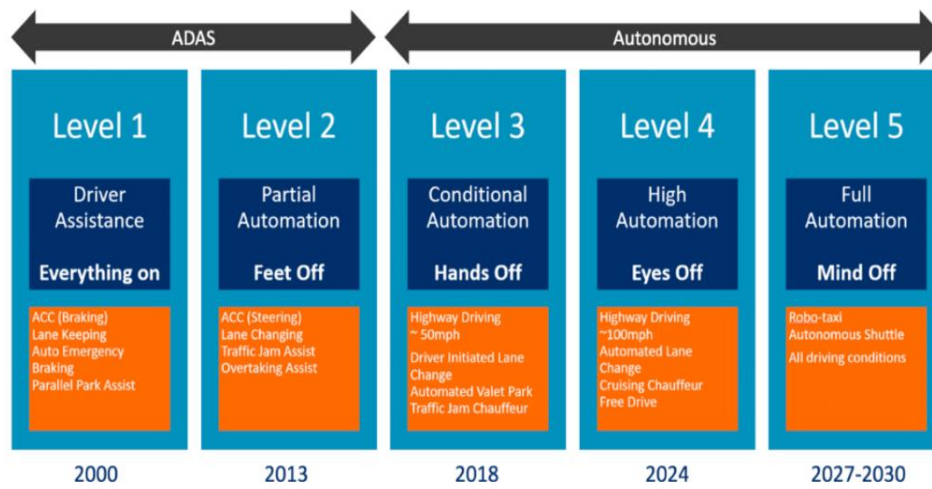 ADAS
Autonomous
Level 1
Driver
Assistance
Everything on
ACC (Braking)
Lane Keeping
Auto Emergency
Braking
Parallel Park Assist
2000
Level 2
Partial
Automation
Feet Off
ACC (Steering)
Lane Changing
Traffic Jam Assist
Overtaking Assist
2013
Level 3
Conditional
Automation
Hands Off
Highway Driving
~ 50mph
Driver Initiated Lane
Change
Automated Valet Park
Traffic Jam Chauffeur
2018
Level 4
High
Automation
Eyes Off
Highway Driving
~100mph
Automated Lane
Change
Cruising Chauffeur
Free Drive
2024
Level 5
Full
Automation
Mind Off
Robo-taxi
Autonomous Shuttle
All driving conditions
2027-2030